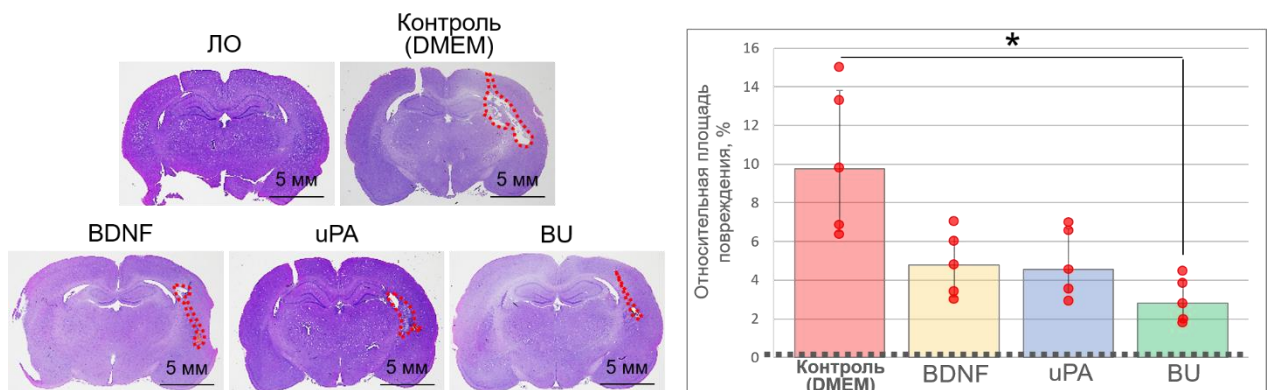 ЛО
Контроль
(DMEM)
5 мм
5 мм
BDNF
uPA
BU
5 мм
5 мм
5 мм
Относительная площадь
повреждения, %
16
14
12
10
8
6
4
2
0
*
Контроль
(DMEM)
BDNF
uPA
BU